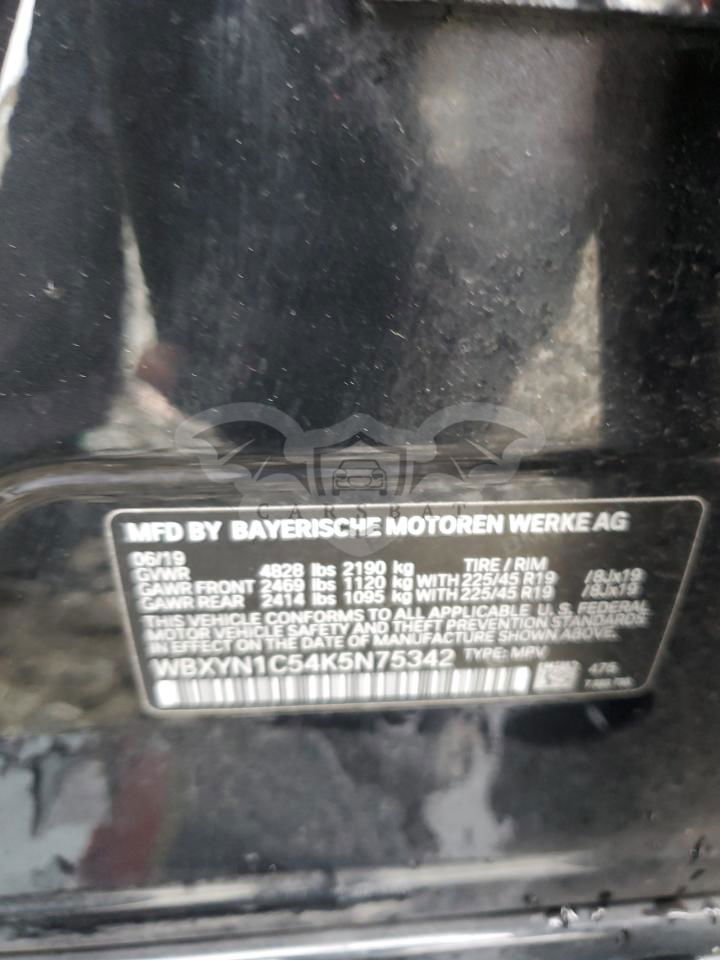 CARSBAT
MFD BY BAYERISCHE MOTOREN WERKE AG
06/19 TIRE / RIM
GVWR 4828 lbs 2190 kg
GAWR FRONT 2469 lbs 1120 kg WITH 225/45 R19 /8Jx19
GAWR REAR 2414 lbs 1095 kg WITH 225/45 R19 /8Jx19
THIS VEHICLE CONFORMS TO ALL APPLICABLE U. S. FEDERAL
MOTOR VEHICLE SAFETY AND THEFT PREVENTION STANDARDS
IN EFFECT ON THE DATE OF MANUFACTURE SHOWN ABOVE.
WBXYN1C54K5N75342 TYPE: MPV